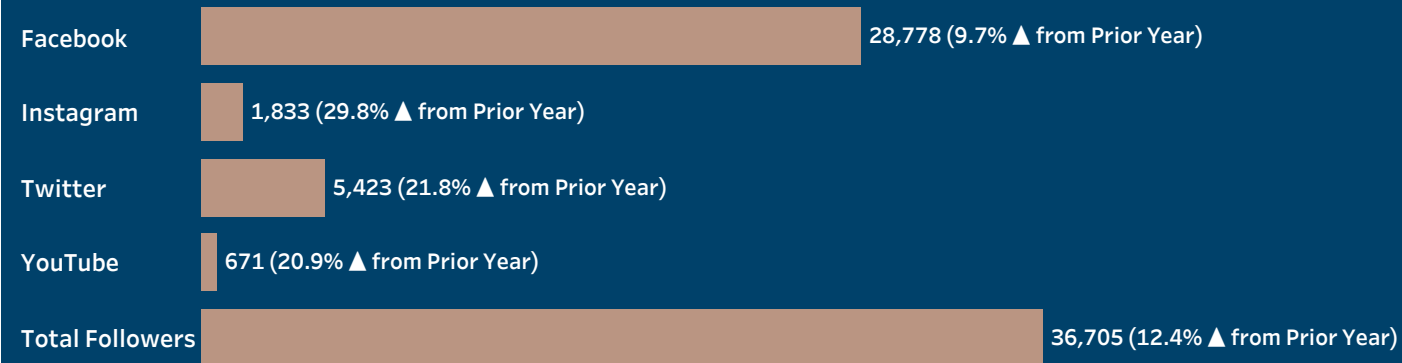 Facebook 28,778 (9.7% ▲ from Prior Year)
Instagram 1,833 (29.8% ▲ from Prior Year)
Twitter 5,423 (21.8% ▲ from Prior Year)
YouTube 671 (20.9% ▲ from Prior Year)
Total Followers 36,705 (12.4% ▲ from Prior Year)